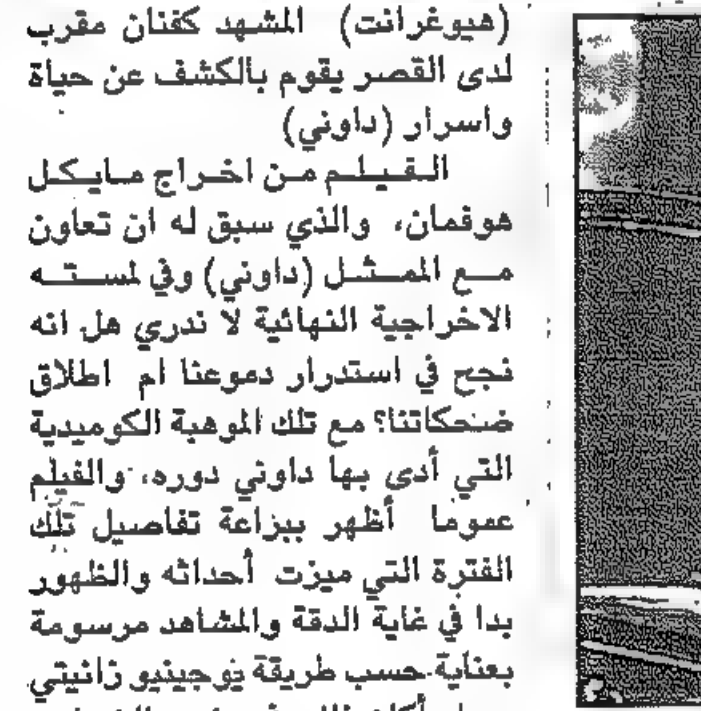 (هيوغرانت) المشهد كفنان مقرب
لدى القصر يقوم بالكشف عن حياة
واسرار (داوني)
الفيلم من اخراج مايكل
هوفمان، والذي سبق له ان تعاون
مع الممثل (داوني) وفي لمسته
الاخراجية النهائية لا ندري هل انه
نجح في استدرار دموعنا ام اطلاق
ضحكاتنا؟ مع تلك الموهبة الكوميدية
التي أدى بها داوني دوره، والفيلم
عموما أظهر ببراعة تفاصيل تلك
الفترة التي ميزت أحداثه والظهور
بدا في غاية الدقة والمشاهد مرسومة
بعناية حسب طريقة يوجينيو زانيتي